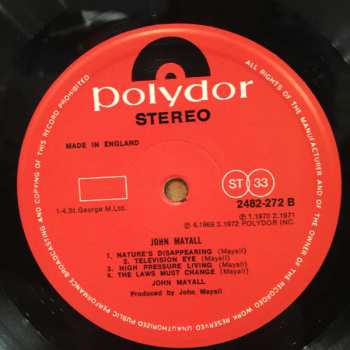 polydor
STEREO
MADE IN ENGLAND
ST 33
2482-272 B
1-4.St.George M.Ltd.
℗ 1.1970 2.1971
4.1969 3.1972 POLYDOR INC.
JOHN MAYALL
1. NATURE'S DISAPPEARING (Mayall)
2. TELEVISION EYE (Mayall)
3. HIGH PRESSURE LIVING (Mayall)
4. THE LAWS MUST CHANGE (Mayall)
JOHN MAYALL
Produced by John Mayall
ALL RIGHTS OF THE MANUFACTURER AND OF THE OWNER OF THE RECORDED WORK RESERVED UNAUTHORISED PUBLIC PERFORMANCE BROADCASTING AND COPYING OF THIS RECORD PROHIBITED